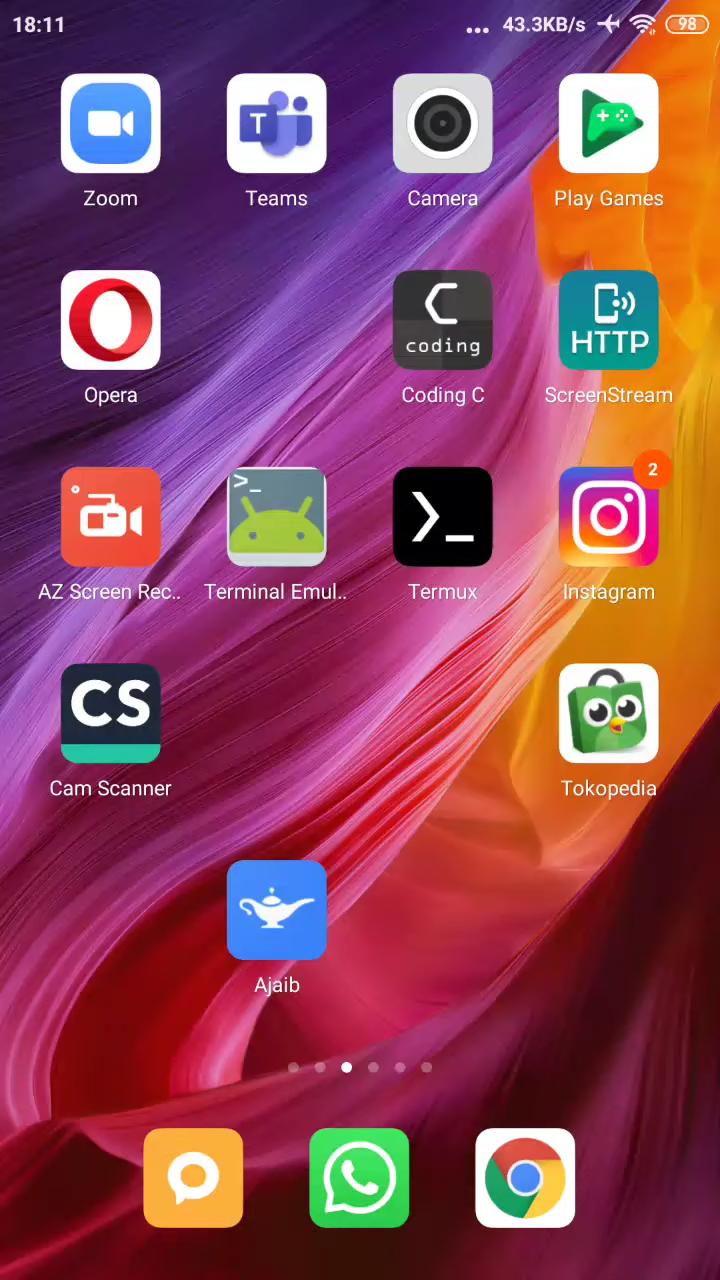 18:11
... 43.3KB/s 98
Zoom
T
Teams
Camera
Play Games
Opera
C
coding
Coding C
HTTP
ScreenStream
AZ Screen Rec..
>_
Terminal Emul..
>_
Termux
2
Instagram
CS
Cam Scanner
Tokopedia
Ajaib